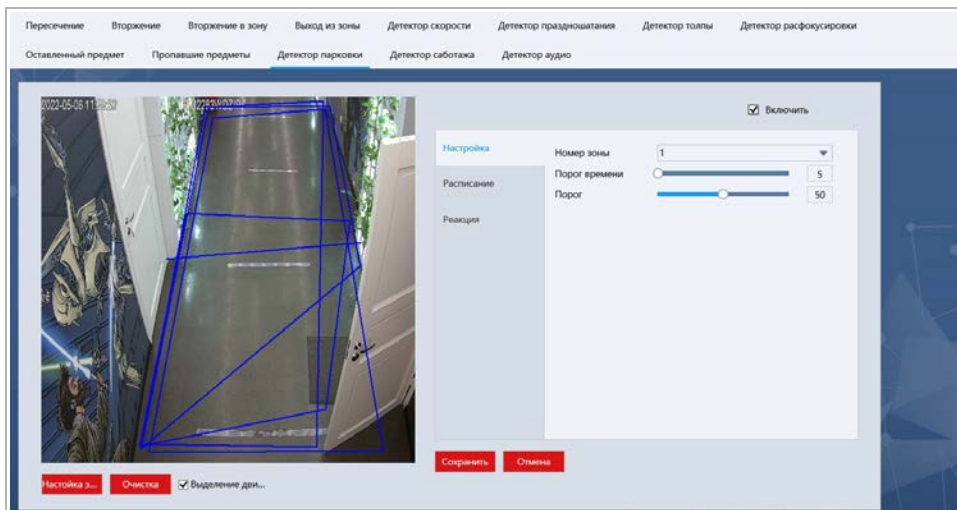 Пересечение Вторжение Вторжение в зону Выход из зоны Детектор скорости Детектор праздношатания Детектор толпы Детектор расфокусировки
Оставленный предмет Пропавшие предметы Детектор парковки Детектор саботажа Детектор аудио
2022-05-06 11
Включить
Настройка
Номер зоны 1
Порог времени 5
Расписание
Порог 50
Реакция
Сохранить Отмена
Настойка з... Очистка Выделение дви...